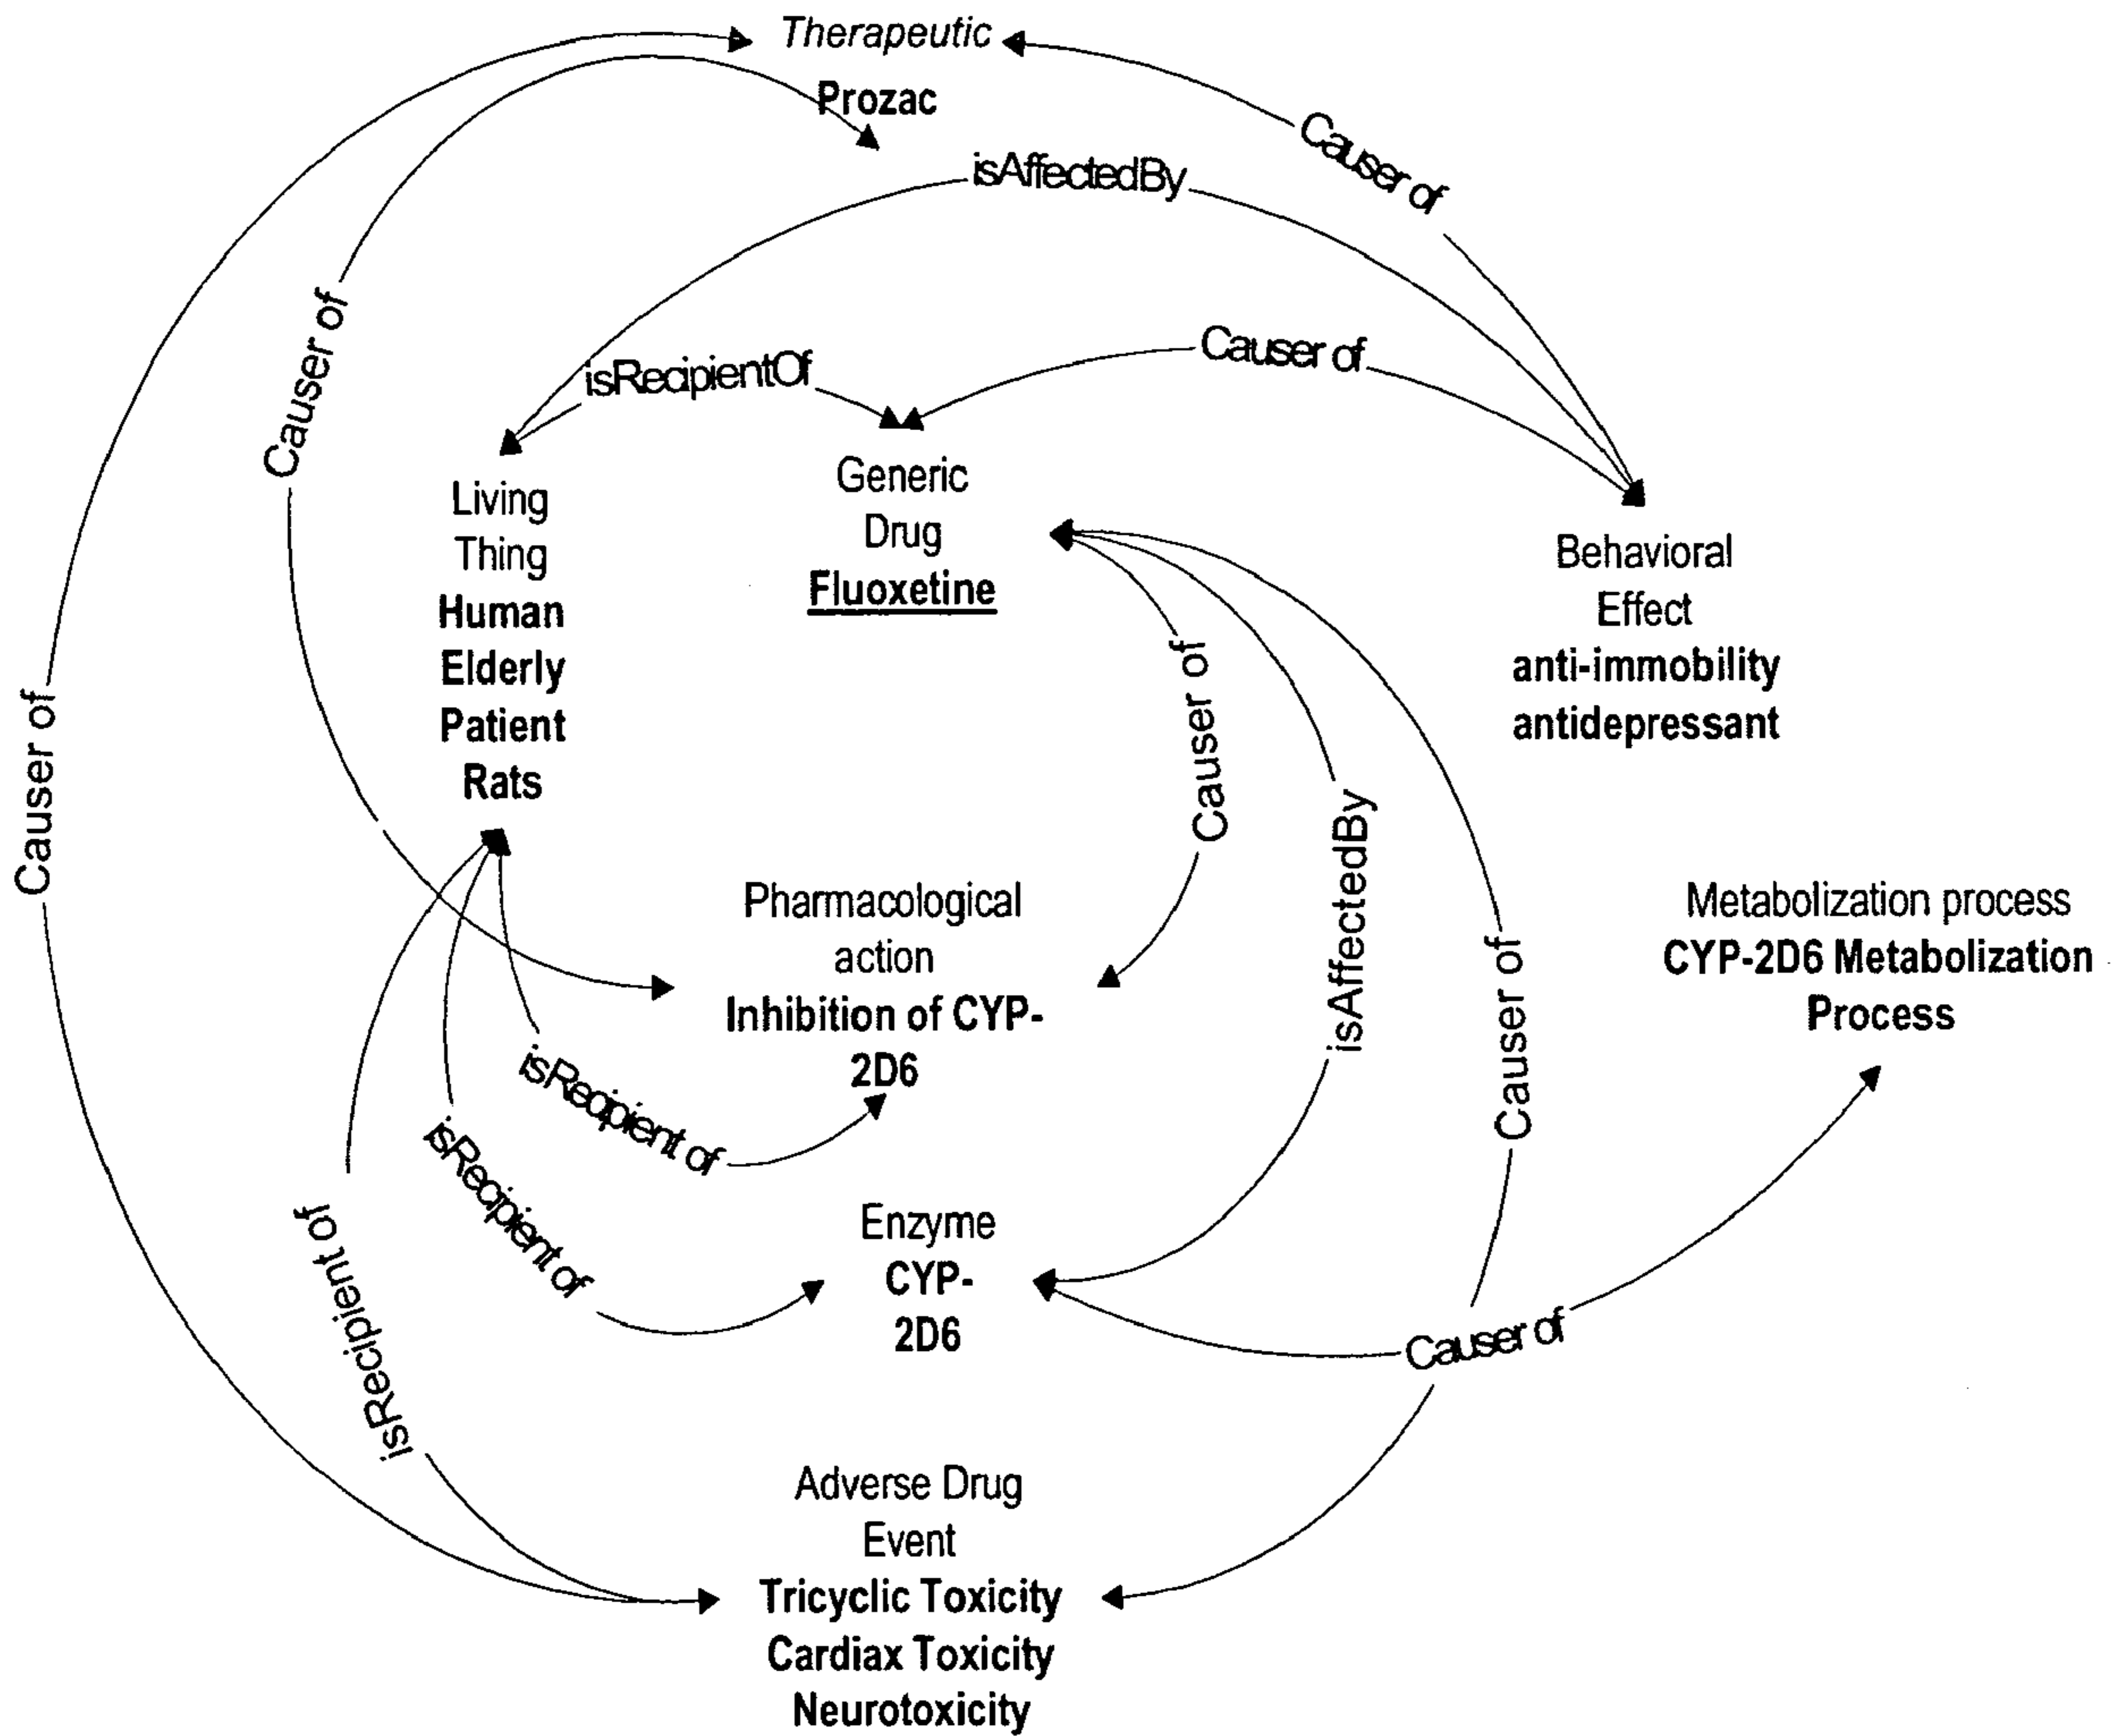 Therapeutic
Prozac
Causer of
isAffectedBy
Causer of
isRecipientOf
Causer of
Living
Thing
Human
Elderly
Patient
Rats
Generic
Drug
Fluoxetine
Behavioral
Effect
anti-immobility
antidepressant
Causer of
Causer of
isAffectedBy
Causer of
Pharmacological
action
Inhibition of CYP-
2D6
Metabolization process
CYP-2D6 Metabolization
Process
isRecipient of
isRecipient of
isRecipient of
Enzyme
CYP-
2D6
Causer of
Adverse Drug
Event
Tricyclic Toxicity
Cardiax Toxicity
Neurotoxicity